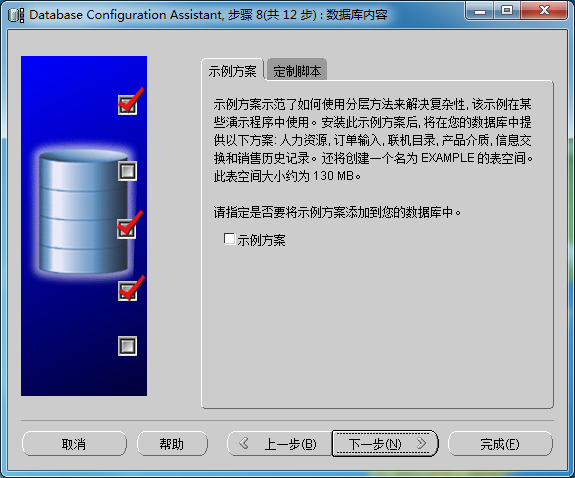 Database Configuration Assistant, 步骤 8(共 12 步) : 数据库内容
示例方案 定制脚本
示例方案示范了如何使用分层方法来解决复杂性, 该示例在某
些演示程序中使用。安装此示例方案后, 将在您的数据库中提
供以下方案: 人力资源, 订单输入, 联机目录, 产品介质, 信息交
换和销售历史记录。还将创建一个名为 EXAMPLE 的表空间。
此表空间大小约为 130 MB。
请指定是否要将示例方案添加到您的数据库中。
示例方案
取消 帮助 上一步(B) 下一步(N) 完成(F)